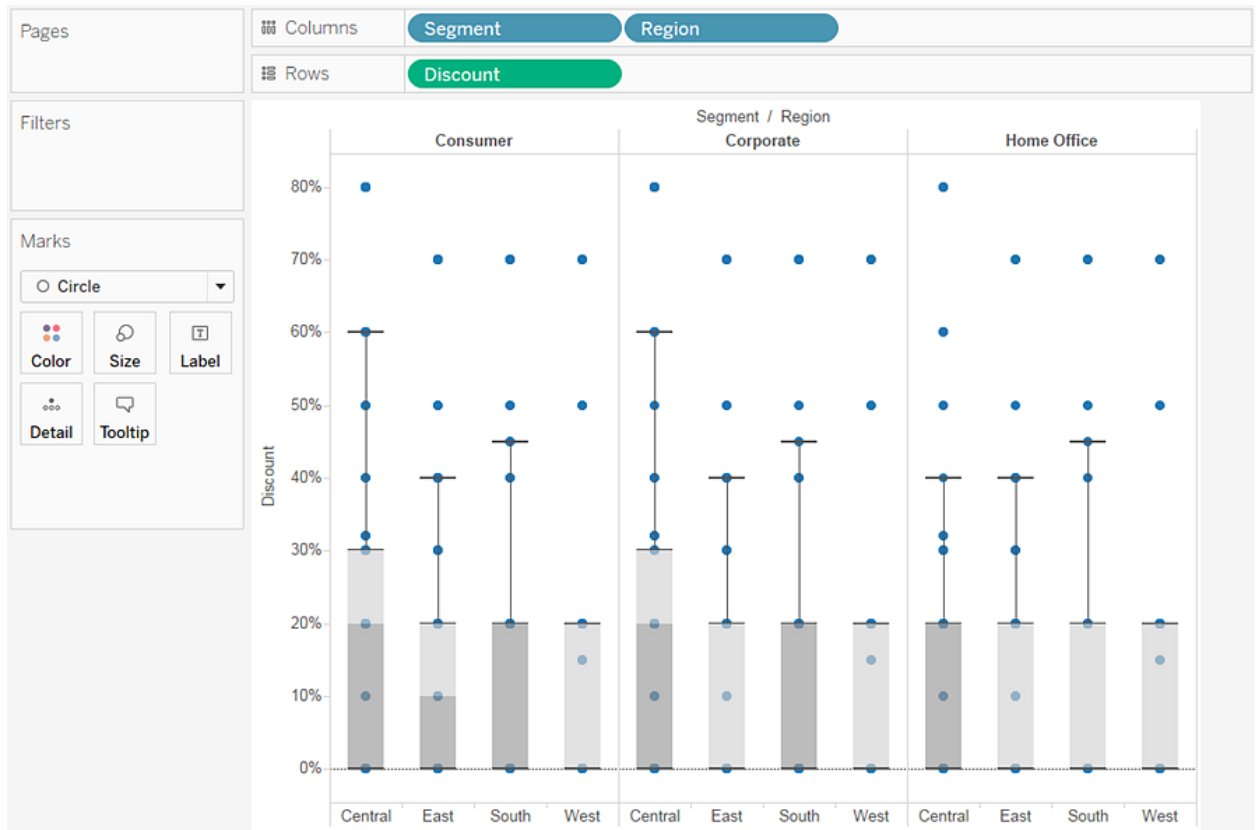 Pages
Columns
Segment
Region
Rows
Discount
Filters
Marks
Circle
Color
Size
Label
Detail
Tooltip
Segment / Region
Consumer
Corporate
Home Office
80%
70%
60%
50%
40%
30%
20%
10%
0%
Discount
Central East South West Central East South West Central East South West